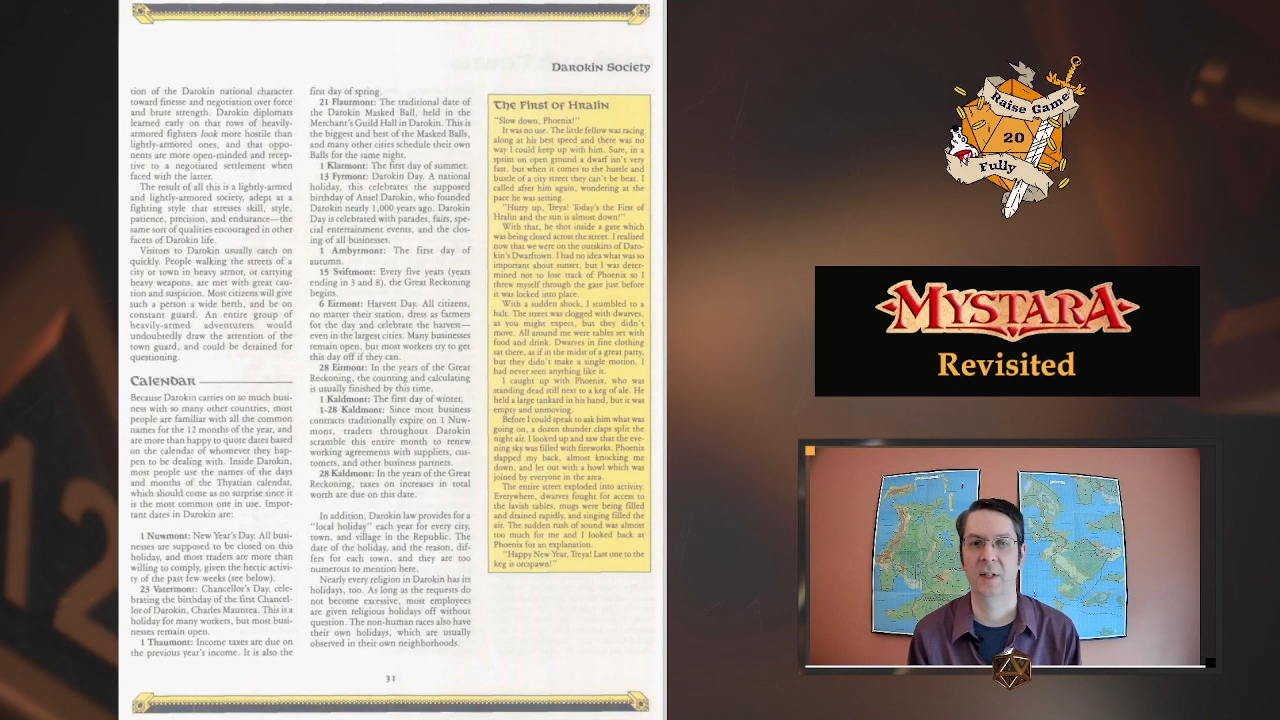 Darokin Society
tion of the Darokin national character
toward finesse and negotiation over force
and brute strength. Darokin diplomats
learned early on that rows of heavily-
armored fighters look more hostile than
lightly-armored ones, and that oppo-
nents are more open-minded and recep-
tive to a negotiated settlement when
faced with the latter.
The result of all this is a lightly-armed
and lightly-armored society, adept at a
fighting style that stresses skill, style,
patience, precision, and endurance—the
same sort of qualities encouraged in other
facets of Darokin life.
Visitors to Darokin usually catch on
quickly. People walking the streets of a
city or town in heavy armor, or carrying
heavy weapons, are met with great cau-
tion and suspicion. Most citizens will give
such a person a wide berth, and be on
constant guard. An entire group of
heavily-armed adventurers would
undoubtedly draw the attention of the
town guard, and could be detained for
questioning.
Calendar
Because Darokin carries on so much busi-
ness with so many other countries, most
people are familiar with all the common
names for the 12 months of the year, and
are more than happy to quote dates based
on the calendar of whomever they hap-
pen to be dealing with. Inside Darokin,
most people use the names of the days
and months of the Thyatian calendar,
which should come as no surprise since it
is the most common one in use. Impor-
tant dates in Darokin are:
1 Nuwmont: New Year's Day. All busi-
nesses are supposed to be closed on this
holiday, and most traders are more than
willing to comply, given the hectic activi-
ty of the past few weeks (see below).
23 Vatermont: Chancellor's Day, cele-
brating the birthday of the first Chancel-
lor of Darokin, Charles Mauntea. This is a
holiday for many workers, but most busi-
nesses remain open.
1 Thaumont: Income taxes are due on
the previous year's income. It is also the
first day of spring.
21 Flaurmont: The traditional date of
the Darokin Masked Ball, held in the
Merchant's Guild Hall in Darokin. This is
the biggest and best of the Masked Balls,
and many other cities schedule their own
Balls for the same night.
1 Klarmont: The first day of summer.
13 Fyrmont: Darokin Day. A national
holiday, this celebrates the supposed
birthday of Ansel Darokin, who founded
Darokin nearly 1,000 years ago. Darokin
Day is celebrated with parades, fairs, spe-
cial entertainment events, and the clos-
ing of all businesses.
1 Ambyrmont: The first day of
autumn.
15 Sviftmont: Every five years (years
ending in 3 and 8), the Great Reckoning
begins.
6 Eirmont: Harvest Day. All citizens,
no matter their station, dress as farmers
for the day and celebrate the harvest—
even in the largest cities. Many businesses
remain open, but most workers try to get
this day off if they can.
28 Eirmont: In the years of the Great
Reckoning, the counting and calculating
is usually finished by this time.
1 Kaldmont: The first day of winter.
1-28 Kaldmont: Since most business
contracts traditionally expire on 1 Nuw-
mont, traders throughout Darokin
scramble this entire month to renew
working agreements with suppliers, cus-
tomers, and other business partners.
28 Kaldmont: In the years of the Great
Reckoning, taxes on increases in total
worth are due on this date.
In addition, Darokin law provides for a
"local holiday" each year for every city,
town, and village in the Republic. The
date of the holiday, and the reason, dif-
fers for each town, and they are too
numerous to mention here.
Nearly every religion in Darokin has its
holidays, too. As long as the requests do
not become excessive, most employees
are given religious holidays off without
question. The non-human races also have
their own holidays, which are usually
observed in their own neighborhoods.
The First of Hralin
"Slow down, Phoenix!"
It was no use. The little fellow was racing
along at his best speed and there was no
way I could keep up with him. Sure, in a
sprint on open ground a dwarf isn't very
fast, but when it comes to the hustle and
bustle of a city street they can't be beat. I
called after him again, wondering at the
pace he was setting.
"Hurry up, Treya! Today's the First of
Hralin and the sun is almost down!"
With that, he shot inside a gate which
was being closed across the street. I realised
now that we were on the outskirts of Daro-
kin's Dwarftown. I had no idea what was so
important about sunset, but I was deter-
mined not to lose track of Phoenix so I
threw myself through the gate just before
it was locked into place.
With a sudden shock, I stumbled to a
halt. The street was clogged with dwarves,
as you might expect, but they didn't
move. All around me were tables set with
food and drink. Dwarves in fine clothing
sat there, as if in the midst of a great party,
but they didn't make a single motion. I
had never seen anything like it.
I caught up with Phoenix, who was
standing dead still next to a keg of ale. He
held a large tankard in his hand, but it was
empty and unmoving.
Before I could speak to ask him what was
going on, a dozen thunder claps split the
night air. I looked up and saw that the eve-
ning sky was filled with fireworks. Phoenix
slapped my back, almost knocking me
down, and let out with a howl which was
joined by everyone in the area.
The entire street exploded into activity.
Everywhere, dwarves fought for access to
the lavish tables, mugs were being filled
and drained rapidly, and singing filled the
air. The sudden rush of sound was almost
too much for me and I looked back at
Phoenix for an explanation.
"Happy New Year, Treya! Last one to the
keg is orcspawn!"
31
Raise Game
20
Fully
MYSTARA
Revisited